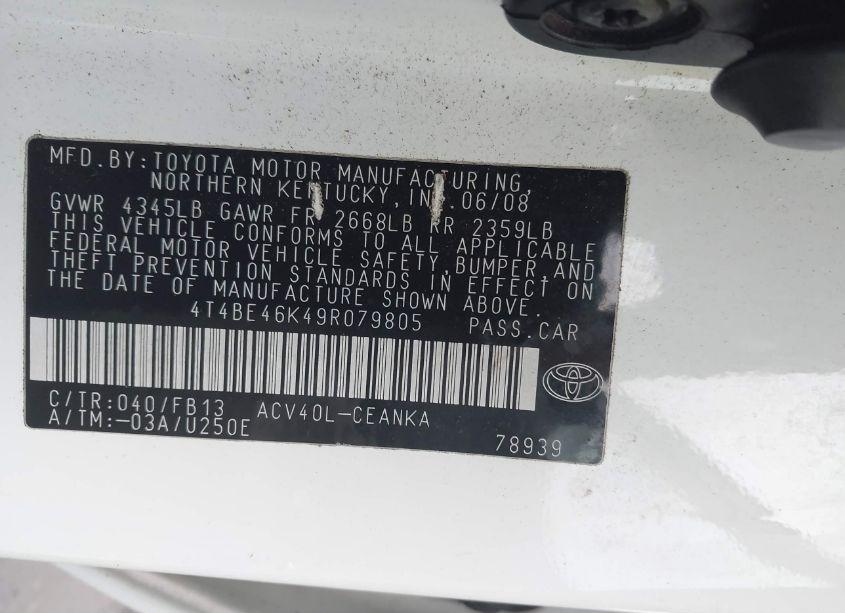 MFD.BY:TOYOTA MOTOR MANUFACTURING,
NORTHERN KENTUCKY, INC. 06/08
GVWR 4345LB GAWR FR 2668LB RR 2359LB
THIS VEHICLE CONFORMS TO ALL APPLICABLE
FEDERAL MOTOR VEHICLE SAFETY,BUMPER,AND
THEFT PREVENTION STANDARDS IN EFFECT ON
THE DATE OF MANUFACTURE SHOWN ABOVE.
4T4BE46K49R079805 PASS.CAR
C/TR:040/FB13 ACV40L-CEANKA
A/TM:-03A/U250E
78939